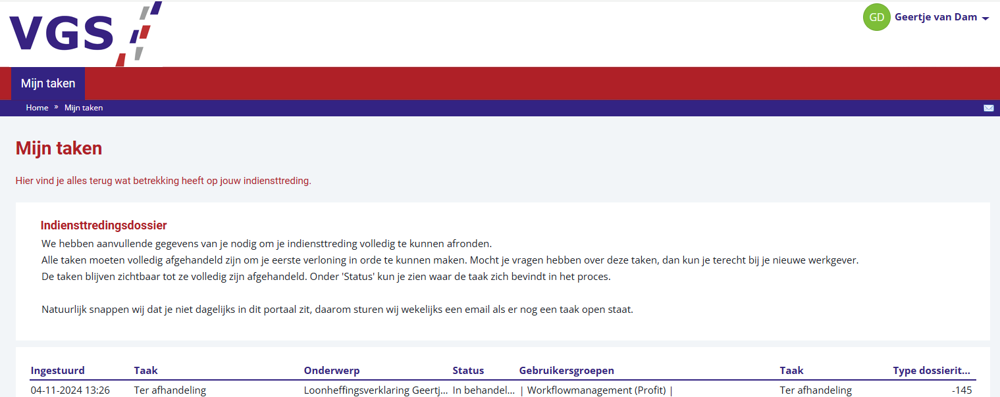 VGS
GD Geertje van Dam
Mijn taken
Home » Mijn taken
Mijn taken
Hier vind je alles terug wat betrekking heeft op jouw indiensttreding.
Indiensttredingsdossier
We hebben aanvullende gegevens van je nodig om je indiensttreding volledig te kunnen afronden.
Alle taken moeten volledig afgehandeld zijn om je eerste verloning in orde te kunnen maken. Mocht je vragen hebben over deze taken, dan kun je terecht bij je nieuwe werkgever.
De taken blijven zichtbaar tot ze volledig zijn afgehandeld. Onder 'Status' kun je zien waar de taak zich bevindt in het proces.
Natuurlijk snappen wij dat je niet dagelijks in dit portaal zit, daarom sturen wij wekelijks een email als er nog een taak open staat.
Ingestuurd Taak Onderwerp Status Gebruikersgroepen Taak Type dossierit...
04-11-2024 13:26 Ter afhandeling Loonheffingsverklaring Geertj... In behandel... | Workflowmanagement (Profit) | Ter afhandeling -145